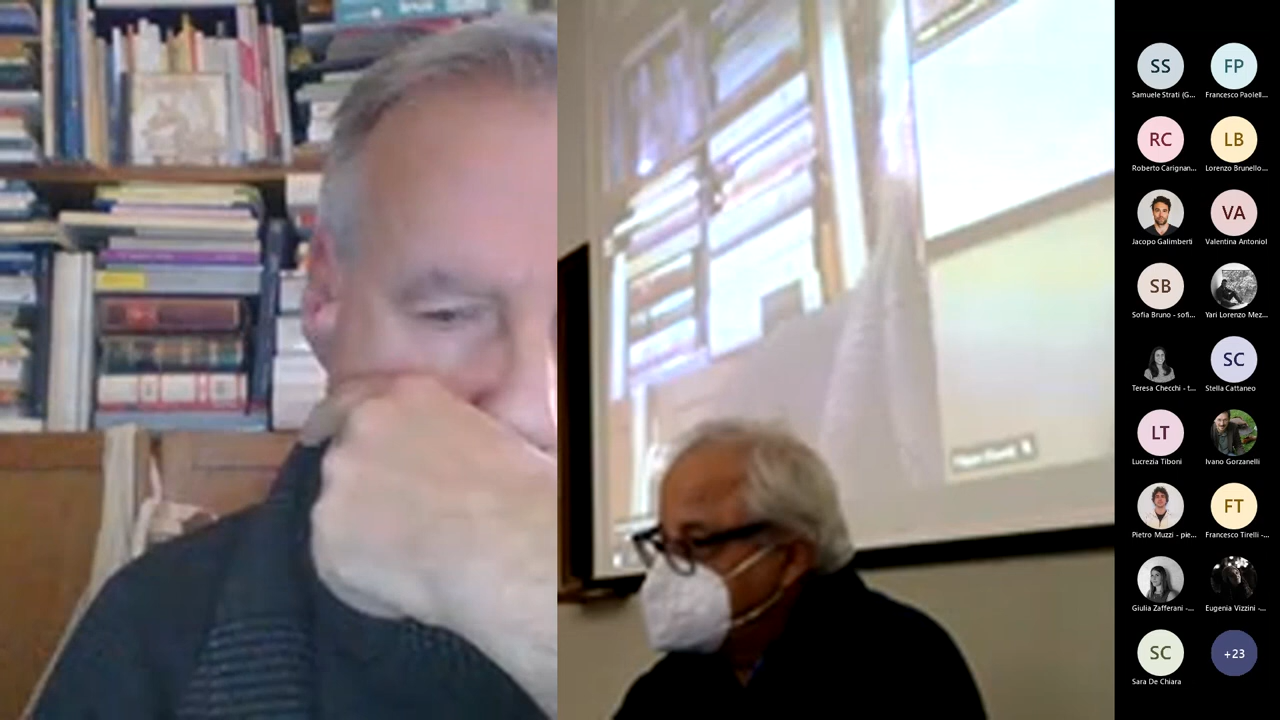 SS
FP
Samuele Strati (G...
Francesco Paolell...
RC
LB
Roberto Carignan...
Lorenzo Brunello...
VA
Jacopo Galimberti
Valentina Antoniol
SB
Sofia Bruno - sofi...
Yari Lorenzo Mez...
SC
Teresa Checchi - t...
Stella Cattaneo
LT
Lucrezia Tiboni
Ivano Gorzanelli
FT
Pietro Muzzi - pie...
Francesco Tirelli -...
Giulia Zafferani -...
Eugenia Vizzini -...
SC
+23
Sara De Chiara